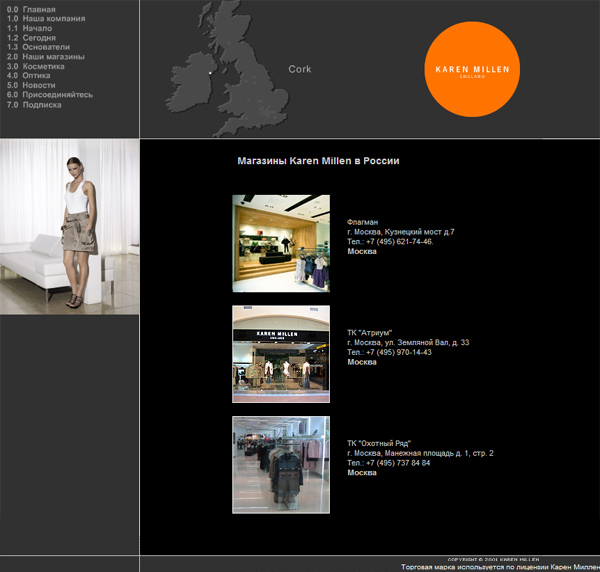 0.0 Главная
1.0 Наша компания
1.1 Начало
1.2 Сегодня
1.3 Основатели
2.0 Наши магазины
3.0 Косметика
4.0 Оптика
5.0 Новости
6.0 Присоединяйтесь
7.0 Подписка
Cork
KAREN MILLEN
ENGLAND
Магазины Karen Millen в России
Флагман
г. Москва, Кузнецкий мост д.7
Тел.: +7 (495) 621-74-46.
Москва
KAREN MILLEN
ТК "Атриум"
г. Москва, ул. Земляной Вал, д. 33
Тел.: +7 (495) 970-14-43
Москва
ТК "Охотный Ряд"
г. Москва, Манежная площадь д. 1, стр. 2
Тел.: +7 (495) 737 84 84
Москва
COPYRIGHT © 2001 KAREN MILLEN
Торговая марка используется по лицензии Карен Миллен